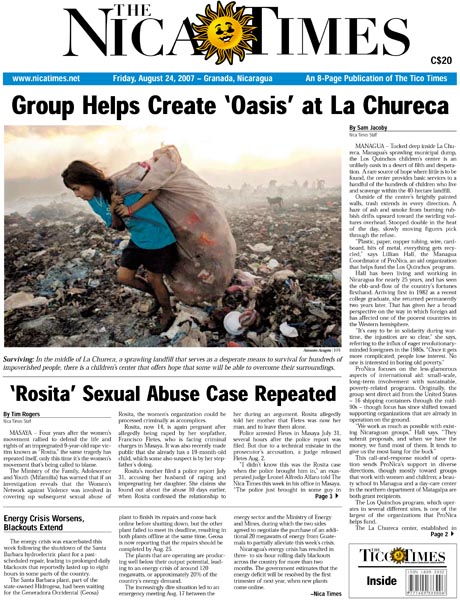 THE
NICA TIMES
C$20
www.nicatimes.net
Friday, August 24, 2007 – Granada, Nicaragua
An 8-Page Publication of The Tico Times
Group Helps Create ‘Oasis’ at La Chureca
Surviving: In the middle of La Chureca, a sprawling landfill that serves as a desperate means to survival for hundreds of
impoverished people, there is a children's center that offers hope that some will be able to overcome their surroundings.
By Sam Jacoby
Nica Times Staff
MANAGUA – Tucked deep inside La Chu-
reca, Managua's sprawling municipal dump,
the Los Quinchos children's center is an
unlikely oasis in a desert of filth and despera-
tion. A rare source of hope where little is to be
found, the center provides basic services to a
handful of the hundreds of children who live
and scavenge within the 40-hectare landfill.
Outside of the center's brightly painted
walls, trash extends in every direction. A
haze of ash and smoke from burning rub-
bish drifts upward toward the swirling vul-
tures overhead. Stooped double in the heat
of the day, slowly moving figures pick
through the refuse.
"Plastic, paper, copper tubing, wire, card-
board, bits of metal, everything gets recy-
cled," says Lillian Hall, the Managua
Coordinator of ProNica, an aid organization
that helps fund the Los Quinchos' program.
Hall has been living and working in
Nicaragua for nearly 25 years, and has seen
the ebb-and-flow of the country's fortunes
firsthand. Arriving first in 1982 as a recent
college graduate, she returned permanently
two years later. That has given her a broad
perspective on the way in which foreign aid
has affected one of the poorest countries in
the Western hemisphere.
"It's easy to be in solidarity during war-
time, the injustices are so clear," she says,
referring to the influx of eager revolutionary-
minded foreigners in the 1980s. "Once it gets
more complicated, people lose interest. No
one is interested in boring old poverty."
ProNica focuses on the less-glamorous
aspects of international aid: small-scale,
long-term involvement with sustainable,
poverty-related programs. Originally, the
group sent direct aid from the United States
– 16 shipping containers through the mid-
90s – though focus has since shifted toward
supporting organizations that are already in
operation on the ground.
"We work as much as possible with exist-
ing Nicaraguan groups," Hall says. "They
submit proposals, and when we have the
money, we fund most of them. It tends to
give us the most bang for the buck."
This call-and-response model of opera-
tion sends ProNica's support in diverse
directions, though mostly toward groups
that work with women and children: a beau-
ty school in Managua and a day-care center
in the northern department of Matagalpa are
both grant recipients.
The Los Quinchos program, which oper-
ates in several different sites, is one of the
largest of the organizations that ProNica
helps fund.
The La Chureca center, established in
Page 2
‘Rosita’ Sexual Abuse Case Repeated
By Tim Rogers
Nica Times Staff
MASAYA – Four years after the women's
movement rallied to defend the life and
rights of an impregnated 9-year-old rape vic-
tim known as "Rosita," the same tragedy has
repeated itself, only this time it's the women's
movement that's being called to blame.
The Ministry of the Family, Adolescence
and Youth (Mifamilia) has warned that if an
investigation reveals that the Women's
Network against Violence was involved in
covering up subsequent sexual abuse of
Rosita, the women's organization could be
processed criminally as accomplices.
Rosita, now 14, is again pregnant after
allegedly being raped by her stepfather
Francisco Fletes, who is facing criminal
charges in Masaya. It was also recently made
public that she already has a 19-month-old
child, which some also suspect is by her step-
father's doing.
Rosita's mother filed a police report July
31, accusing her husband of raping and
impregnating her daughter. She claims she
found out about the abuse 10 days earlier,
when Rosita confessed the relationship to
her during an argument. Rosita allegedly
told her mother that Fletes was now her
man, and to leave them alone.
Police arrested Fletes in Masaya July 31,
several hours after the police report was
filed. But due to a technical mistake in the
prosecutor's accusation, a judge released
Fletes Aug. 2.
"I didn't know this was the Rosita case
when the police brought him in," an exas-
perated judge Leonel Alfredo Alfaro told The
Nica Times this week in his office in Masaya.
"The police just brought in some guy in
Page 3
Energy Crisis Worsens,
Blackouts Extend
The energy crisis was exacerbated this
week following the shutdown of the Santa
Barbara hydroelectric plant for a past-
scheduled repair, leading to prolonged daily
blackouts that reportedly lasted up to eight
hours in some parts of the country.
The Santa Barbara plant, part of the
state-owned Hidrogesa, had been waiting
for the Generadora Occidental (Geosa)
plant to finish its repairs and come back
online before shutting down, but the other
plant failed to meet its deadline, resulting in
both plants offline at the same time. Geosa
is now reporting that the repairs should be
completed by Aug. 25.
The plants that are operating are produc-
ing well below their output potential, lead-
ing to an energy crisis of around 120
megawatts, or approximately 20% of the
country's energy demand.
The increasingly dire situation led to an
emergency meeting Aug. 17 between the
energy sector and the Ministry of Energy
and Mines, during which the two sides
agreed to negotiate the purchase of an addi-
tional 20 megawatts of energy from Guate-
mala to partially alleviate this week's crisis.
Nicaragua's energy crisis has resulted in
three- to six-hour rolling daily blackouts
across the country for more than two
months. The government estimates that the
energy deficit will be resolved by the first
trimester of next year, when new plants
come online.
–Nica Times
THE
TICO TIMES
Inside